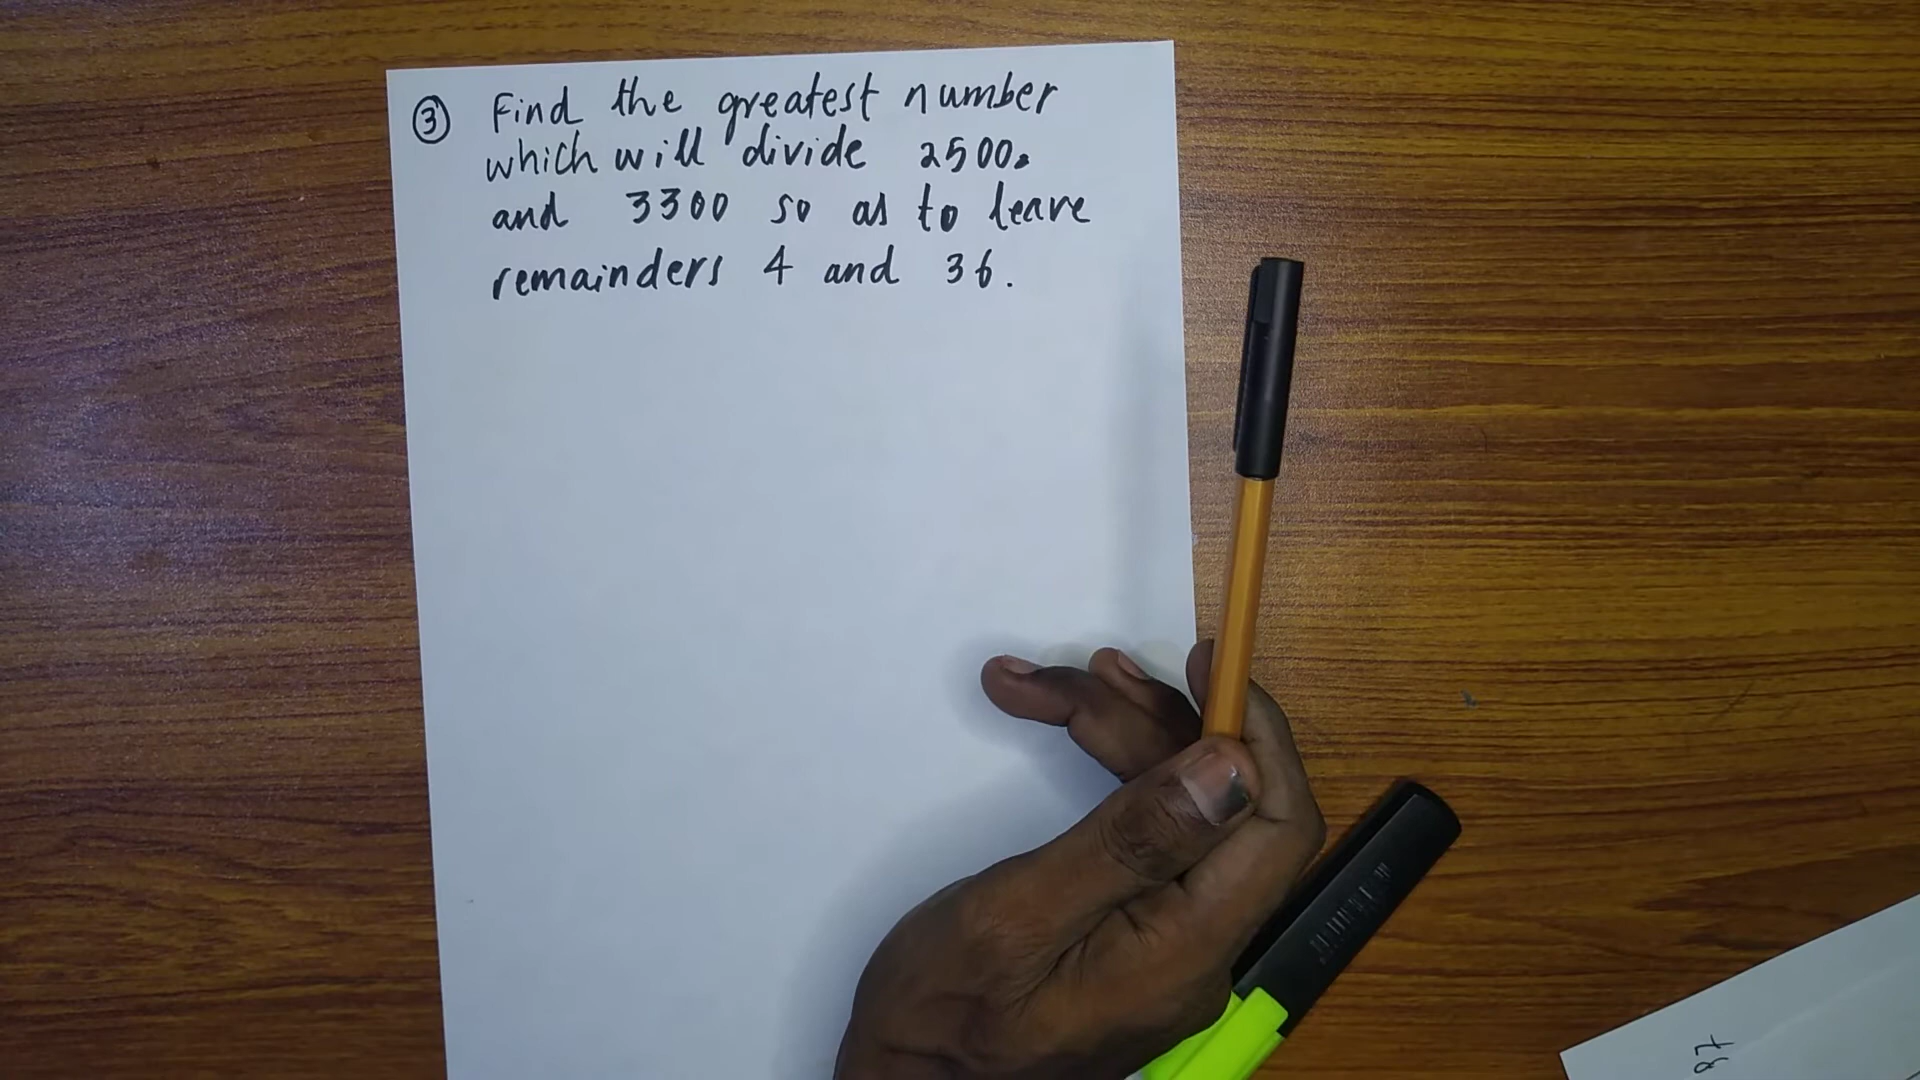 ③ Find the greatest number
which will divide 2500.
and 3300 so as to leave
remainders 4 and 36.